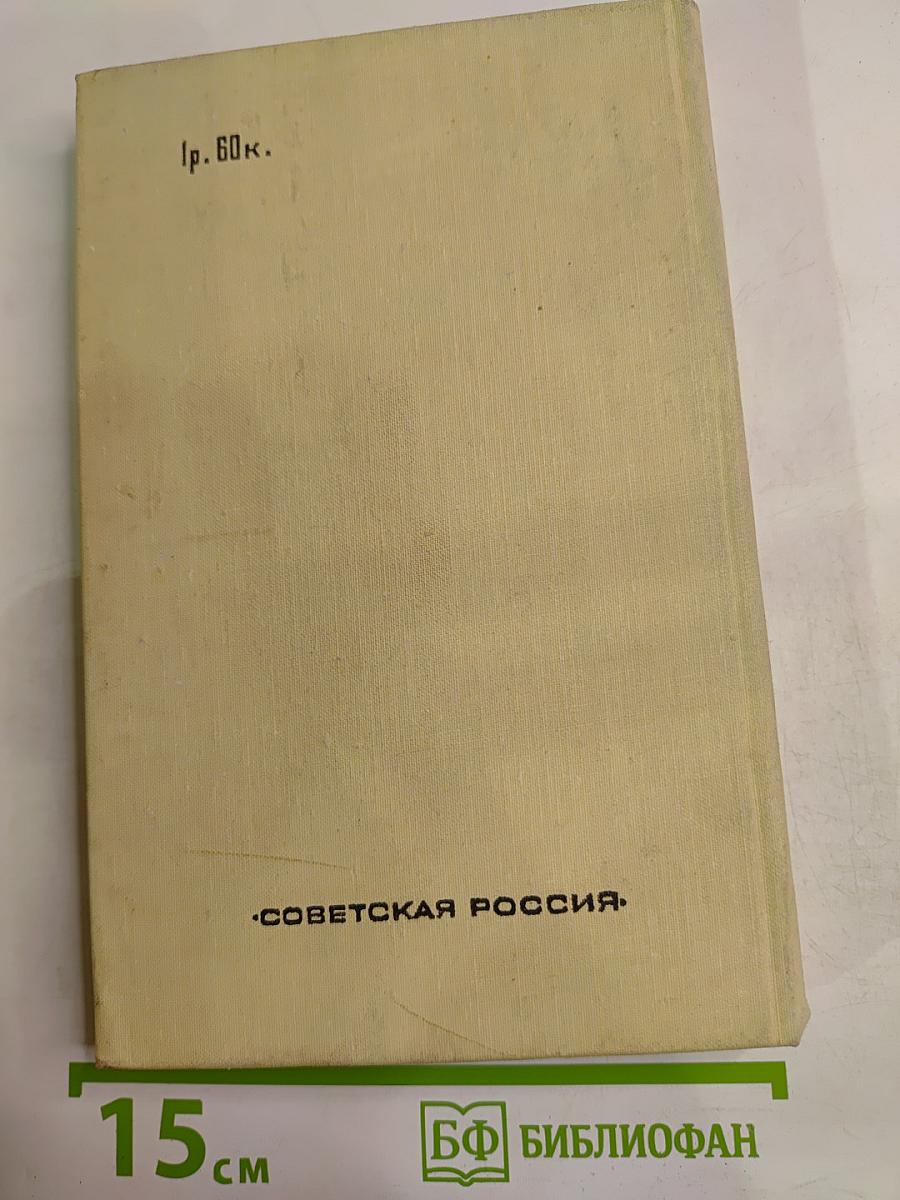 1р. 60к.
•СОВЕТСКАЯ РОССИЯ•
15 см
БФ БИБЛИОФАН